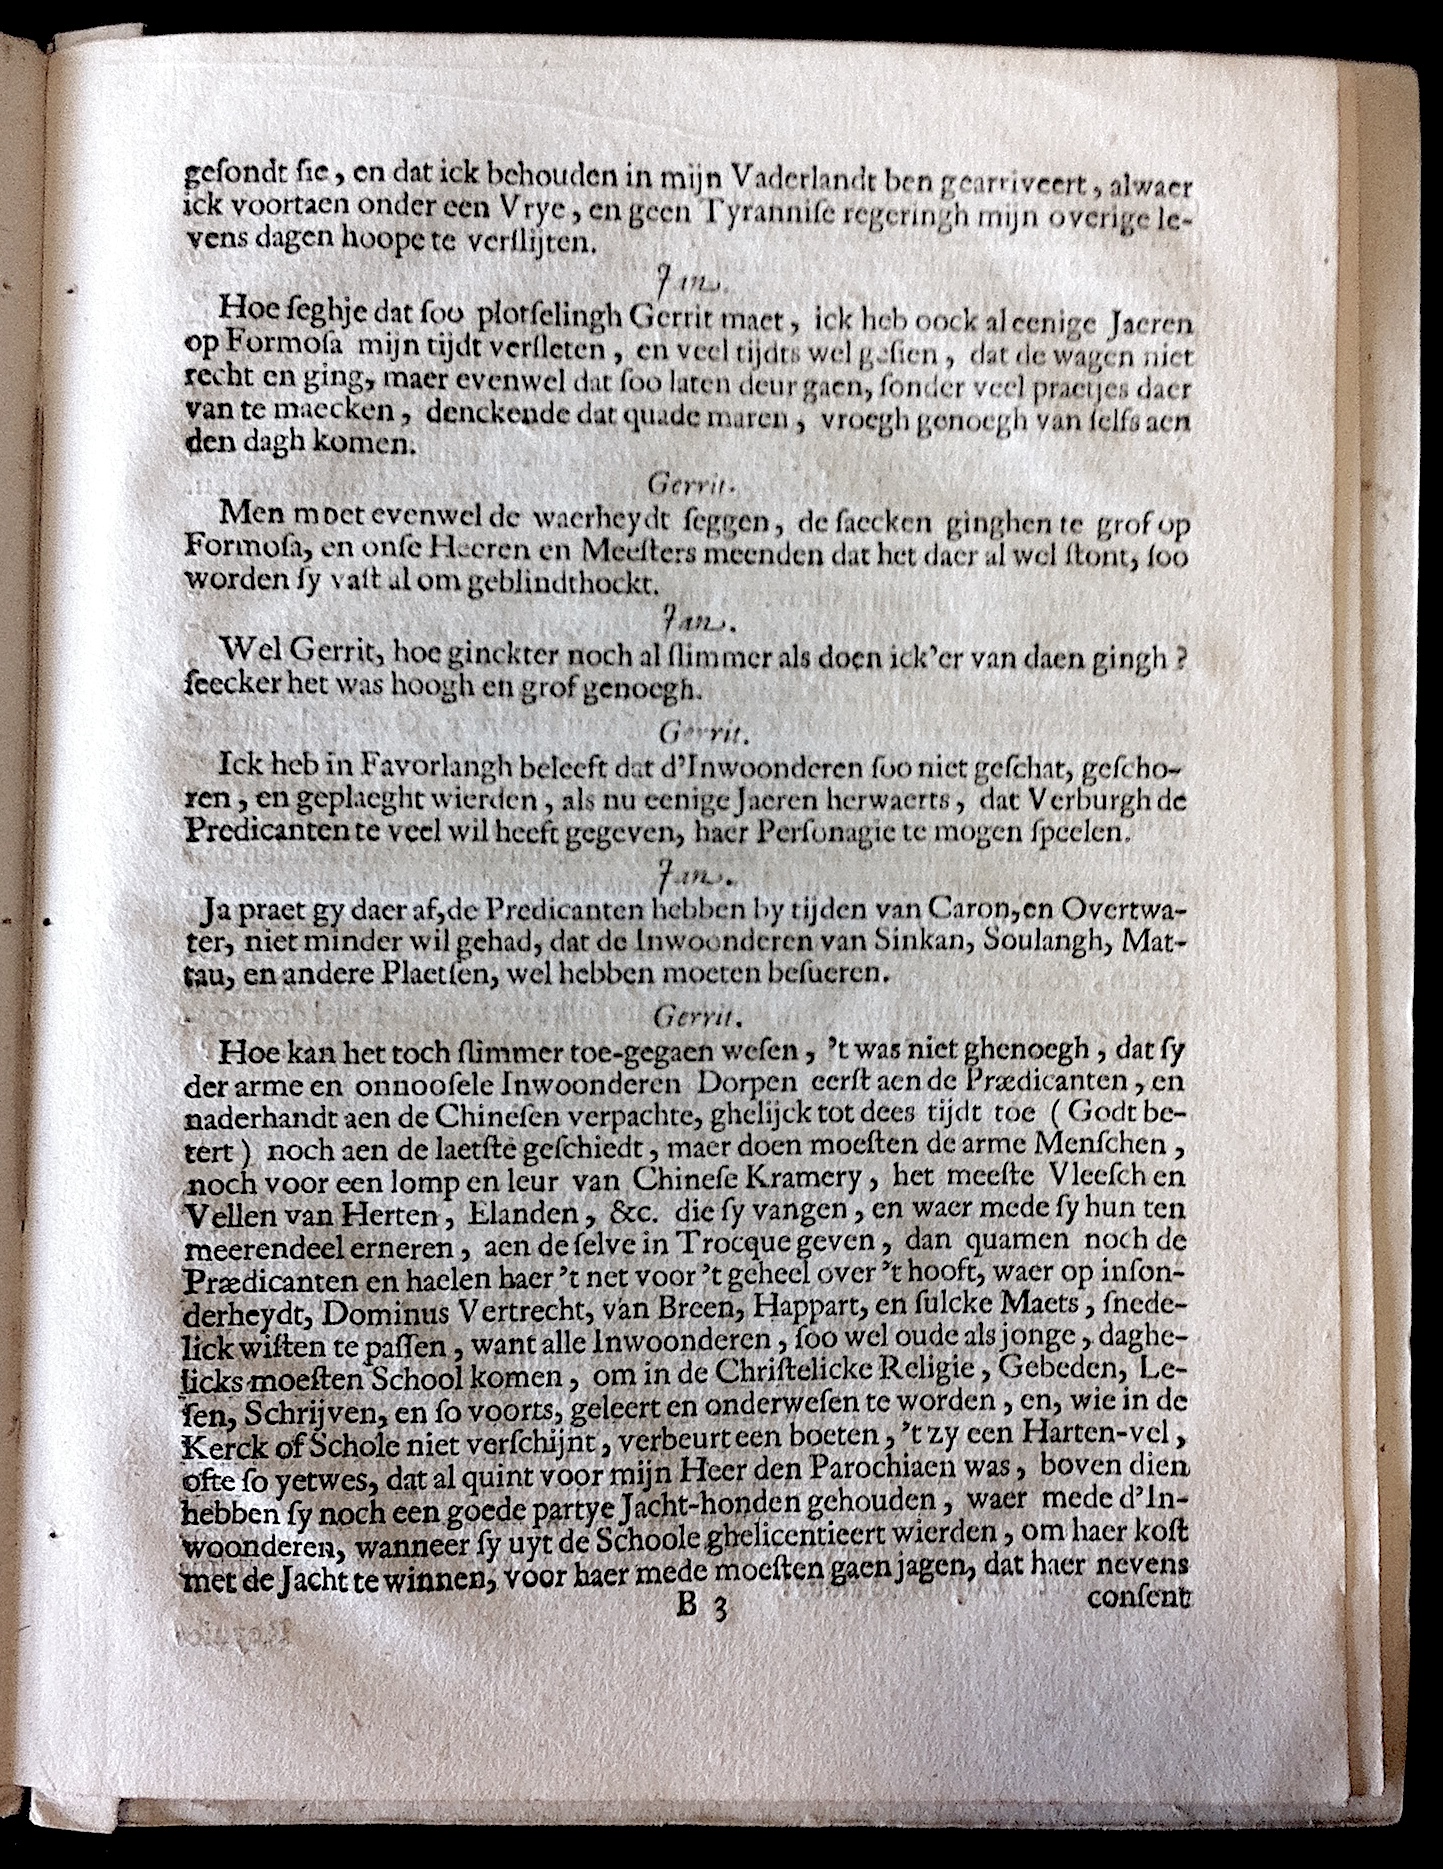 geſondt ſie, en dat ick behouden in mijn Vaderlandt ben gearriveert, alwaer
ick voortaen onder een Vrye, en geen Tyranniſe regeringh mijn overige le-
vens dagen hoope te verſlijten.
Jan.
Hoe ſeghje dat ſoo plotſelingh Gerrit maet, ick heb oock al eenige Jaeren
op Formoſa mijn tijdt verſleten, en veel tijdts wel geſien, dat de wagen niet
recht en ging, maer evenwel dat ſoo laten deur gaen, ſonder veel praetjes daer
van te maecken, denckende dat quade maren, vroegh genoegh van ſelfs aen
den dagh komen.
Gerrit.
Men moet evenwel de waerheydt ſeggen, de ſaecken ginghen te grof op
Formoſa, en onſe Heeren en Meeſters meenden dat het daer al wel ſtont, ſoo
worden ſy vaſt al om geblindthockt.
Jan.
Wel Gerrit, hoe ginckter noch al ſlimmer als doen ick'er van daen gingh?
ſeecker het was hoogh en grof genoegh.
Gerrit.
Ick heb in Favorlangh beleeft dat d'Inwoonderen ſoo niet geſchat, geſcho-
ren, en geplaeght wierden, als nu eenige Jaeren herwaerts, dat Verburgh de
Predicanten te veel wil heeft gegeven, haer Perſonagie te mogen ſpeelen.
Jan.
Ja praet gy daer af, de Predicanten hebben by tijden van Caron, en Overtwa-
ter, niet minder wil gehad, dat de Inwoonderen van Sinkan, Soulangh, Mat-
tau, en andere Plaetſen, wel hebben moeten beſueren.
Gerrit.
Hoe kan het toch ſlimmer toe-gegaen weſen, 't was niet ghenoegh, dat ſy
der arme en onnooſele Inwoonderen Dorpen eerſt aen de Prædicanten, en
naderhandt aen de Chineſen verpachte, ghelijck tot dees tijdt toe (Godt be-
tert) noch aen de laetſte geſchiedt, maer doen moeſten de arme Menſchen,
noch voor een lomp en leur van Chineſe Kramery, het meeſte Vleeſch en
Vellen van Herten, Elanden, &c. die ſy vangen, en waer mede ſy hun ten
meerendeel erneren, aen de ſelve in Trocque geven, dan quamen noch de
Prædicanten en haelen haer 't net voor 't geheel over 't hooft, waer op inſon-
derheydt, Dominus Vertrecht, van Breen, Happart, en ſulcke Maets, ſnede-
lick wiſten te paſſen, want alle Inwoonderen, ſoo wel oude als jonge, daghe-
licks moeſten School komen, om in de Chriſtelicke Religie, Gebeden, Le-
ſen, Schrijven, en ſo voorts, geleert en onderweſen te worden, en, wie in de
Kerck of Schole niet verſchijnt, verbeurt een boeten, 't zy een Harten-vel,
ofte ſo yetwes, dat al quint voor mijn Heer den Parochiaen was, boven dien
hebben ſy noch een goede partye Jacht-honden gehouden, waer mede d'In-
woonderen, wanneer ſy uyt de Schoole ghelicentieert wierden, om haer koſt
met de Jacht te winnen, voor haer mede moeſten gaen jagen, dat haer nevens
B 3
conſent